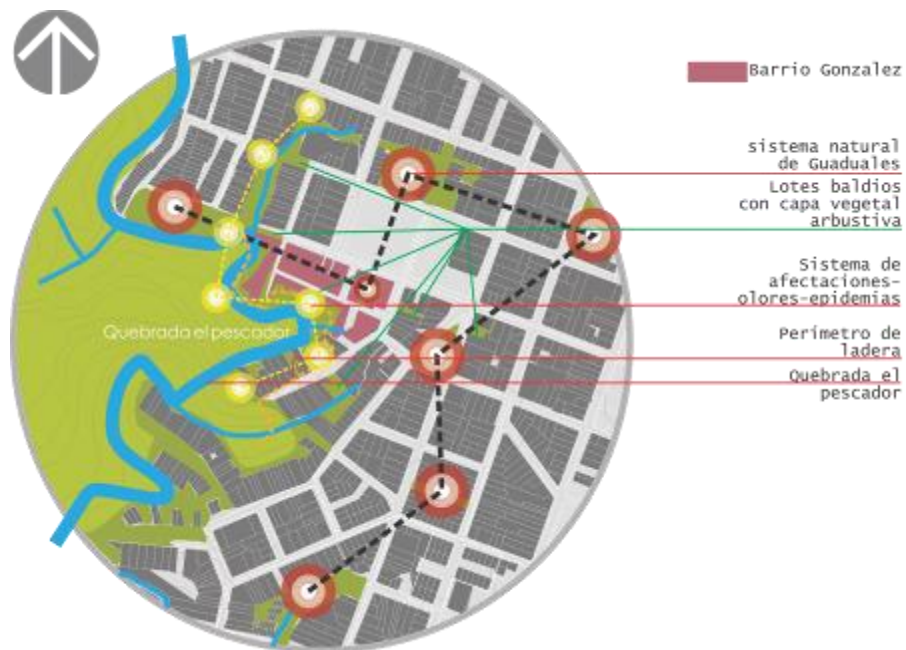 Barrio Gonzalez
sistema natural
de Guaduales
Lotes baldios
con capa vegetal
arbustiva
Sistema de
afectaciones-
olores-epidemias
Quebrada el pescador
Perimetro de
ladera
Quebrada el
pescador